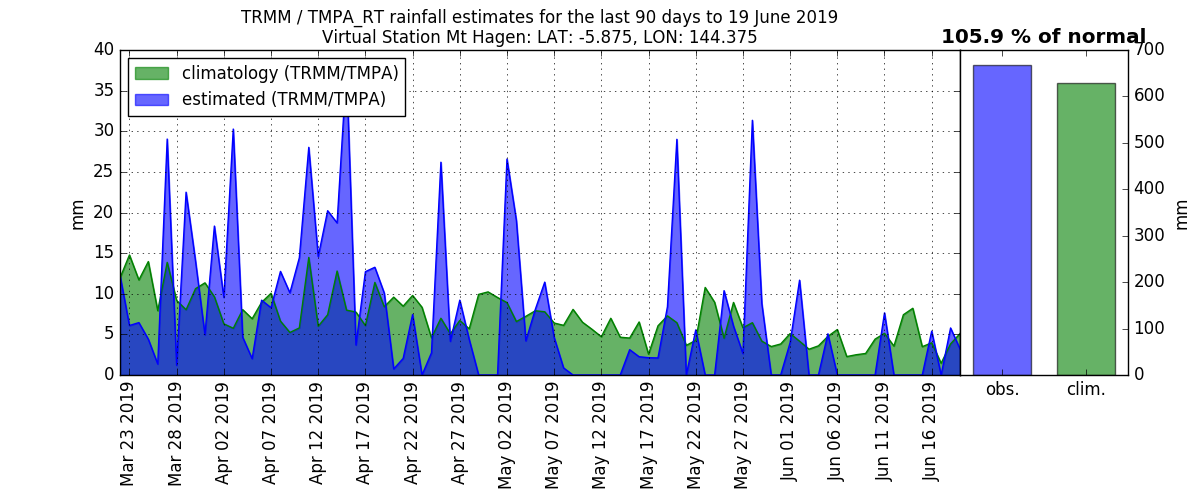 TRMM / TMPA_RT rainfall estimates for the last 90 days to 19 June 2019
Virtual Station Mt Hagen: LAT: -5.875, LON: 144.375
105.9 % of normal
climatology (TRMM/TMPA)
estimated (TRMM/TMPA)
40
35
30
25
20
15
10
5
0
mm
Mar 23 2019
Mar 28 2019
Apr 02 2019
Apr 07 2019
Apr 12 2019
Apr 17 2019
Apr 22 2019
Apr 27 2019
May 02 2019
May 07 2019
May 12 2019
May 17 2019
May 22 2019
May 27 2019
Jun 01 2019
Jun 06 2019
Jun 11 2019
Jun 16 2019
obs.
clim.
700
600
500
400
300
200
100
0
mm